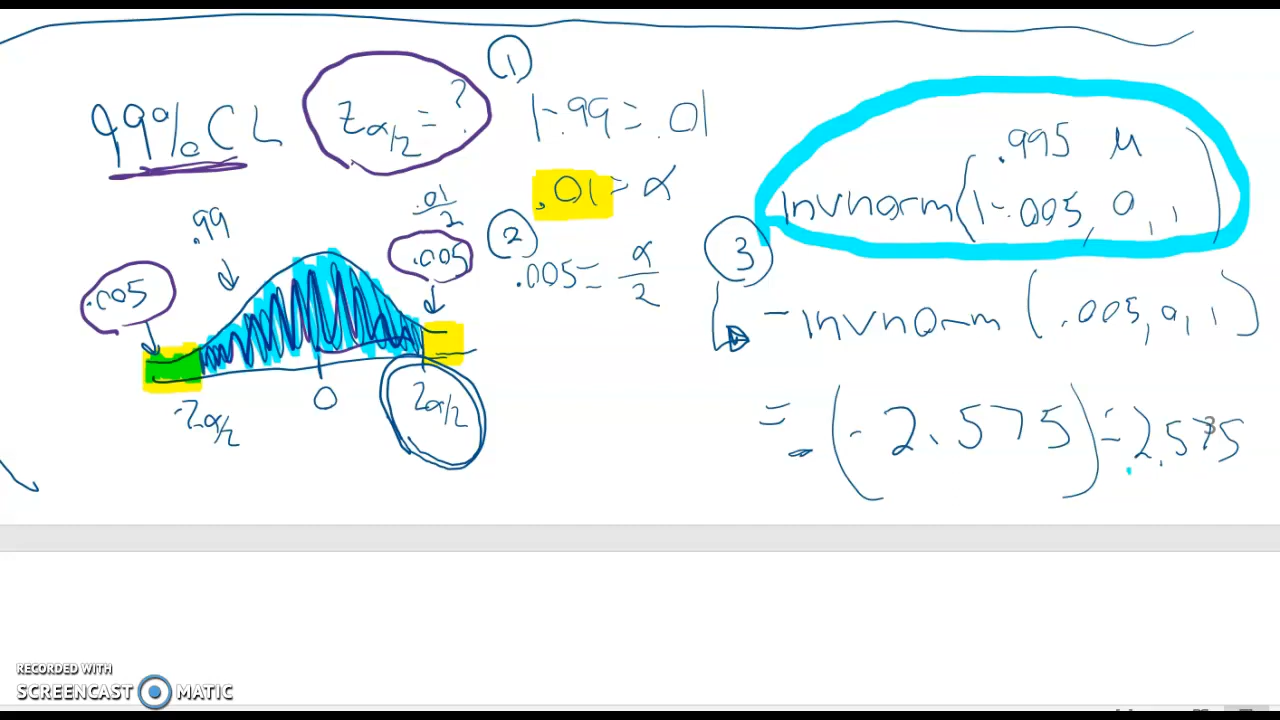 99% CL
Zα/2 = ?
①
1-.99 = .01
.01 = α
②
.005 = α/2
.99
.01/2
.005
.005
-Zα/2
0
Zα/2
③
.995 μ
invnorm(1-.005, 0, 1)
-invnorm(.005, 0, 1)
= -(-2.575) = 2.575
RECORDED WITH
SCREENCAST MATIC